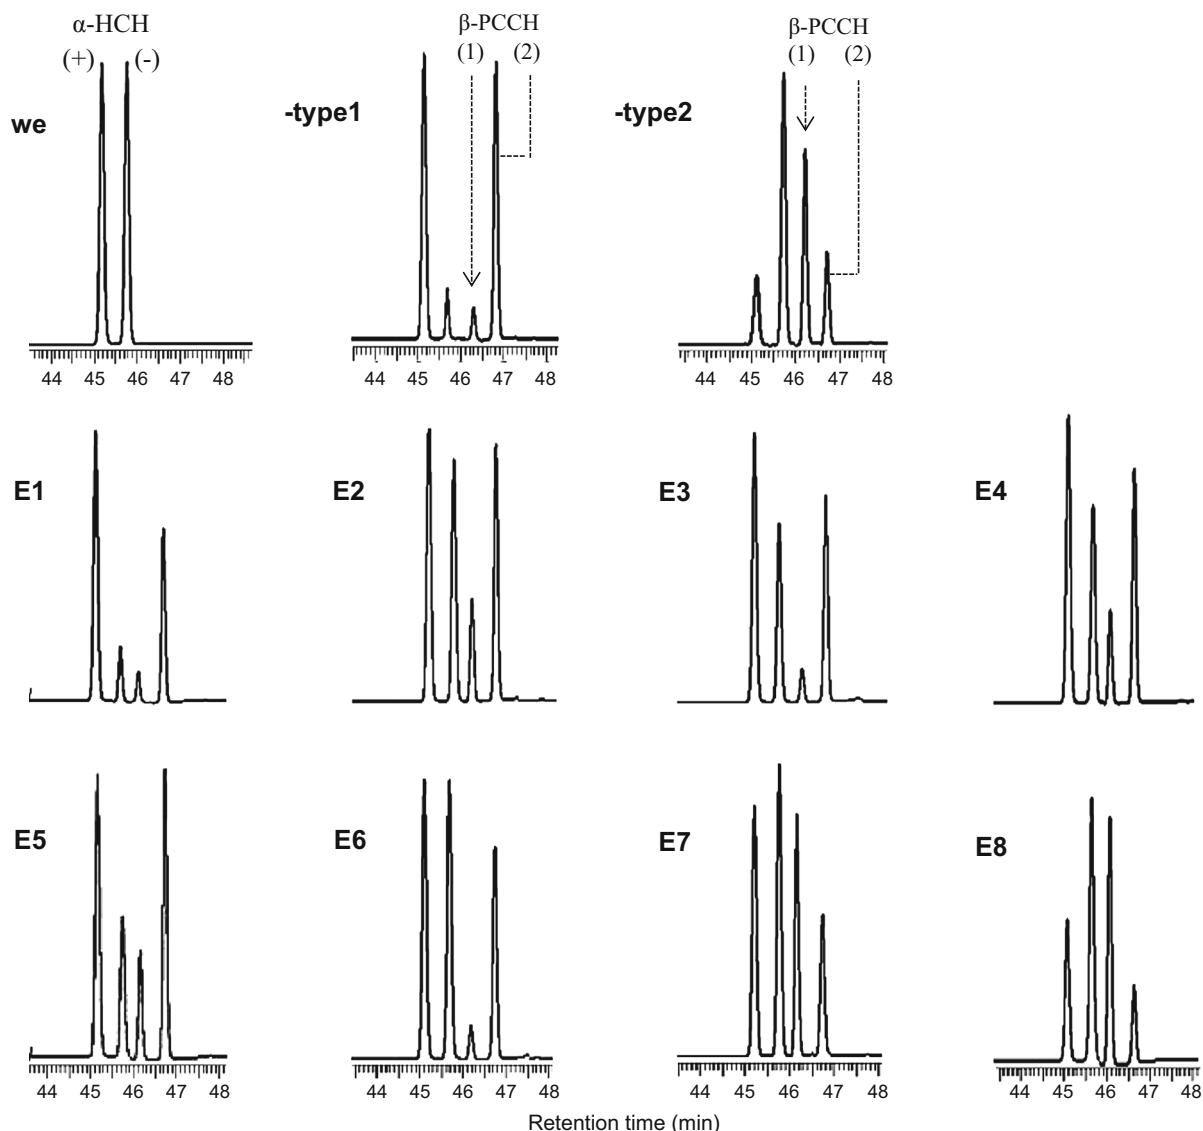 α-HCH
(+) (-)
we
β-PCCH
(1) (2)
-type1
β-PCCH
(1) (2)
-type2
44 45 46 47 48
44 45 46 47 48
44 45 46 47 48
E1
E2
E3
E4
E5
E6
E7
E8
44 45 46 47
44 45 46 47 48
44 45 46 47 48
44 45 46 47 48
Retention time (min)